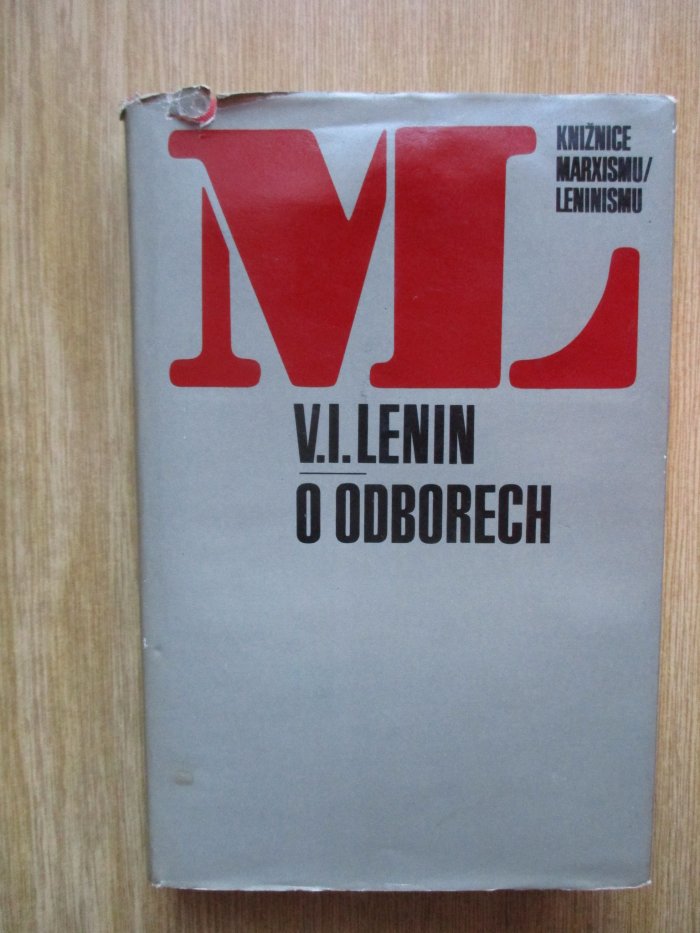 ML
KNIŽNICE
MARXISMU/
LENINISMU
V.I.LENIN
O ODBORECH